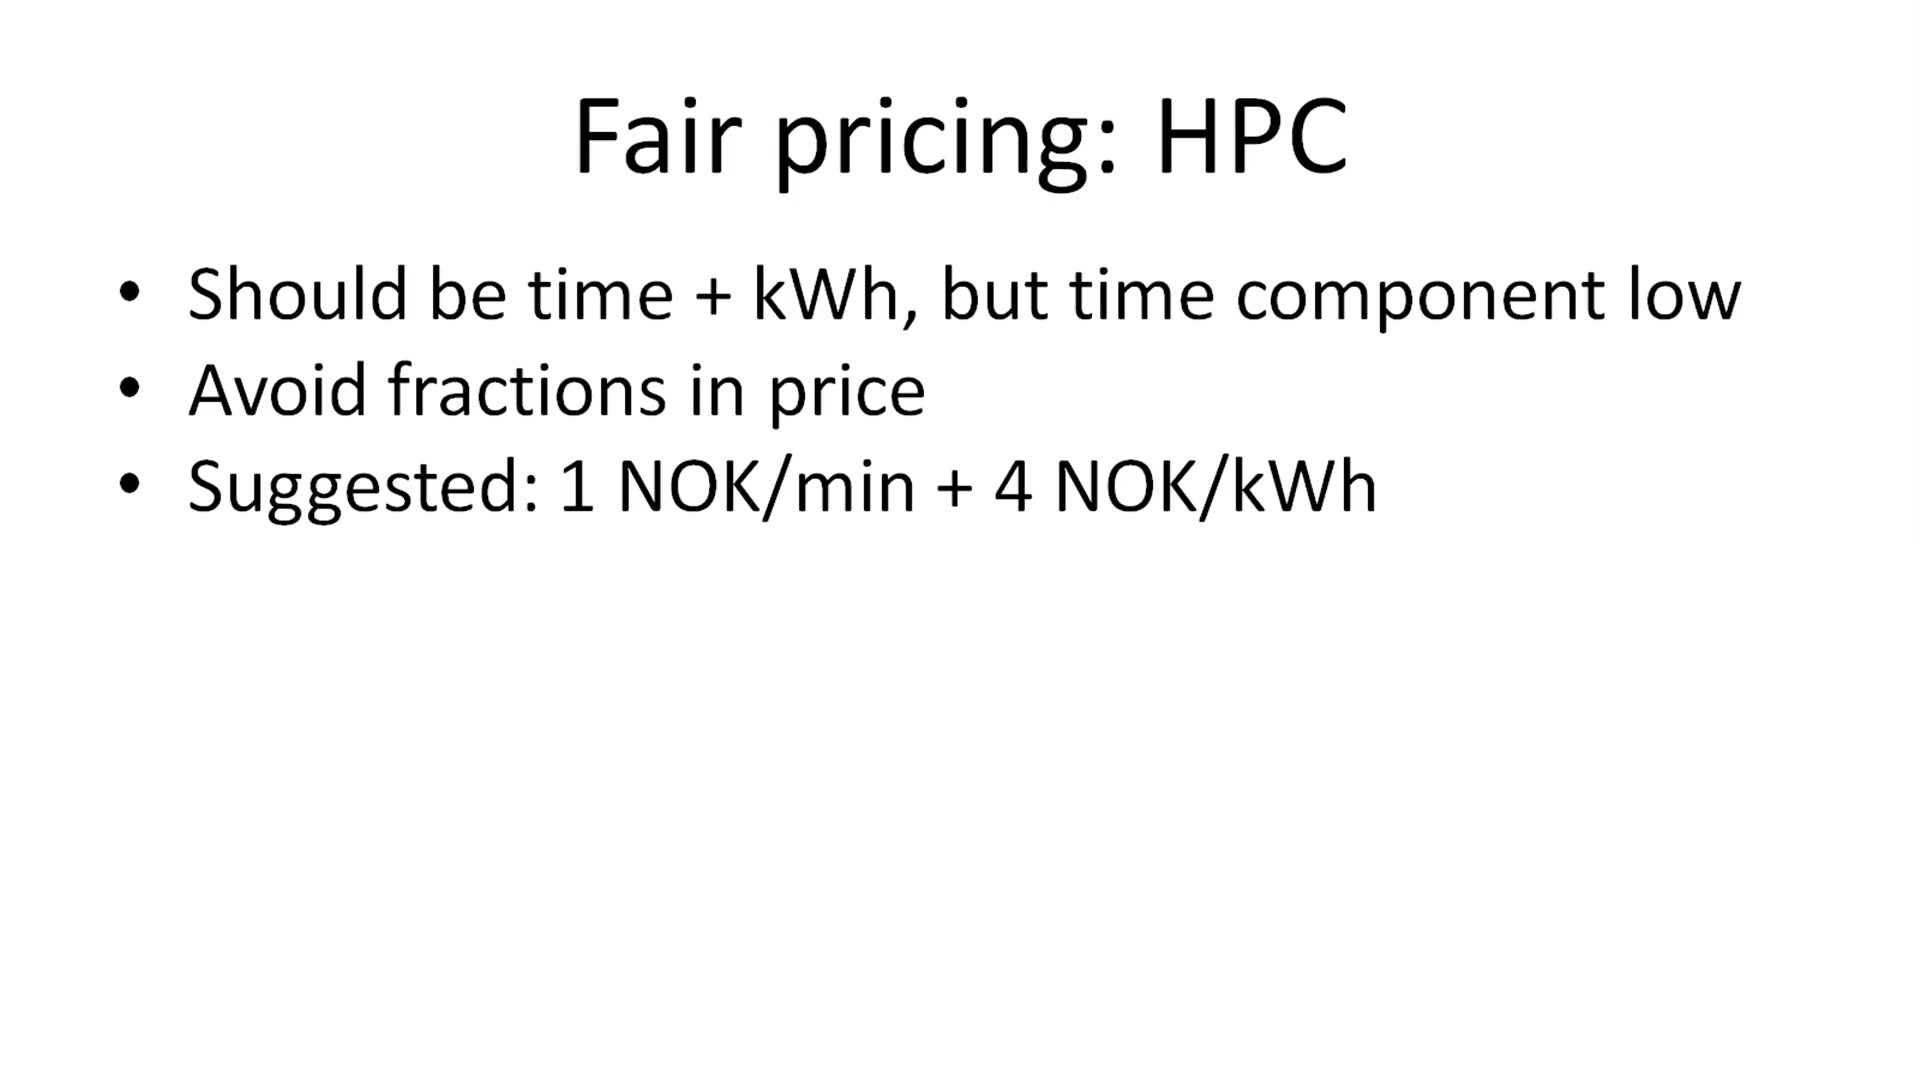 Fair pricing: HPC
• Should be time + kWh, but time component low
• Avoid fractions in price
• Suggested: 1 NOK/min + 4 NOK/kWh